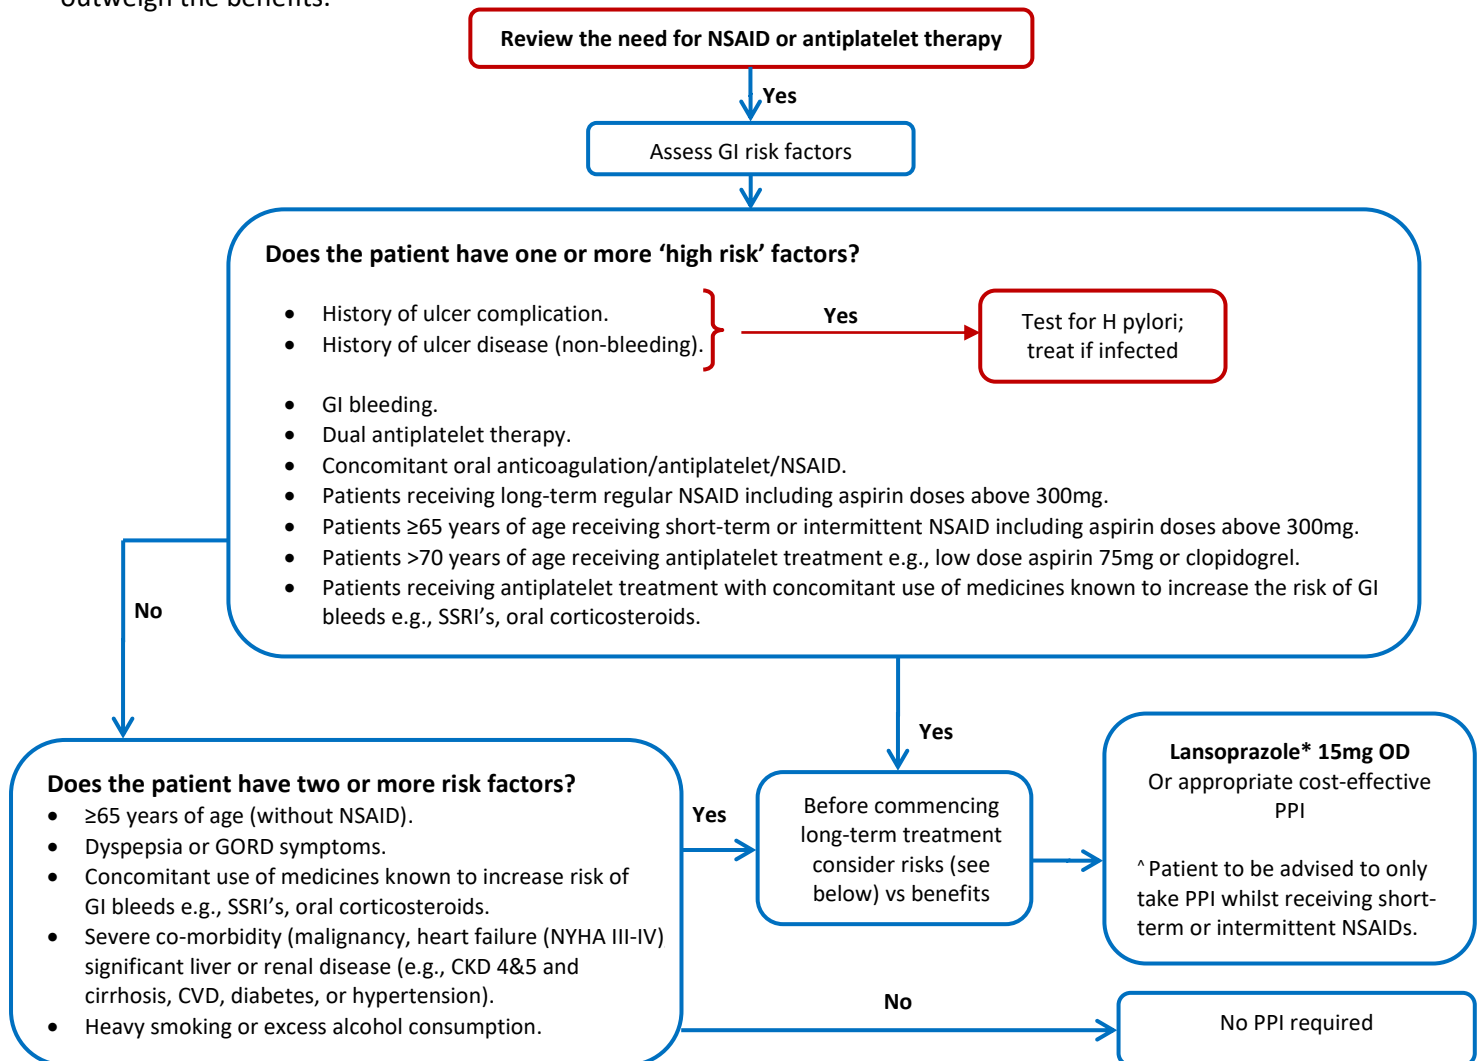 outweigh the benefits.
Review the need for NSAID or antiplatelet therapy
Yes
Assess GI risk factors
Does the patient have one or more ‘high risk’ factors?
• History of ulcer complication.
• History of ulcer disease (non-bleeding).
Yes
Test for H pylori;
treat if infected
• GI bleeding.
• Dual antiplatelet therapy.
• Concomitant oral anticoagulation/antiplatelet/NSAID.
• Patients receiving long-term regular NSAID including aspirin doses above 300mg.
• Patients ≥65 years of age receiving short-term or intermittent NSAID including aspirin doses above 300mg.
• Patients >70 years of age receiving antiplatelet treatment e.g., low dose aspirin 75mg or clopidogrel.
• Patients receiving antiplatelet treatment with concomitant use of medicines known to increase the risk of GI
bleeds e.g., SSRI’s, oral corticosteroids.
No
Yes
Does the patient have two or more risk factors?
• ≥65 years of age (without NSAID).
• Dyspepsia or GORD symptoms.
• Concomitant use of medicines known to increase risk of
GI bleeds e.g., SSRI’s, oral corticosteroids.
• Severe co-morbidity (malignancy, heart failure (NYHA III-IV)
significant liver or renal disease (e.g., CKD 4&5 and
cirrhosis, CVD, diabetes, or hypertension).
• Heavy smoking or excess alcohol consumption.
Yes
Before commencing
long-term treatment
consider risks (see
below) vs benefits
Lansoprazole* 15mg OD
Or appropriate cost-effective
PPI
^ Patient to be advised to only
take PPI whilst receiving short-
term or intermittent NSAIDs.
No
No PPI required